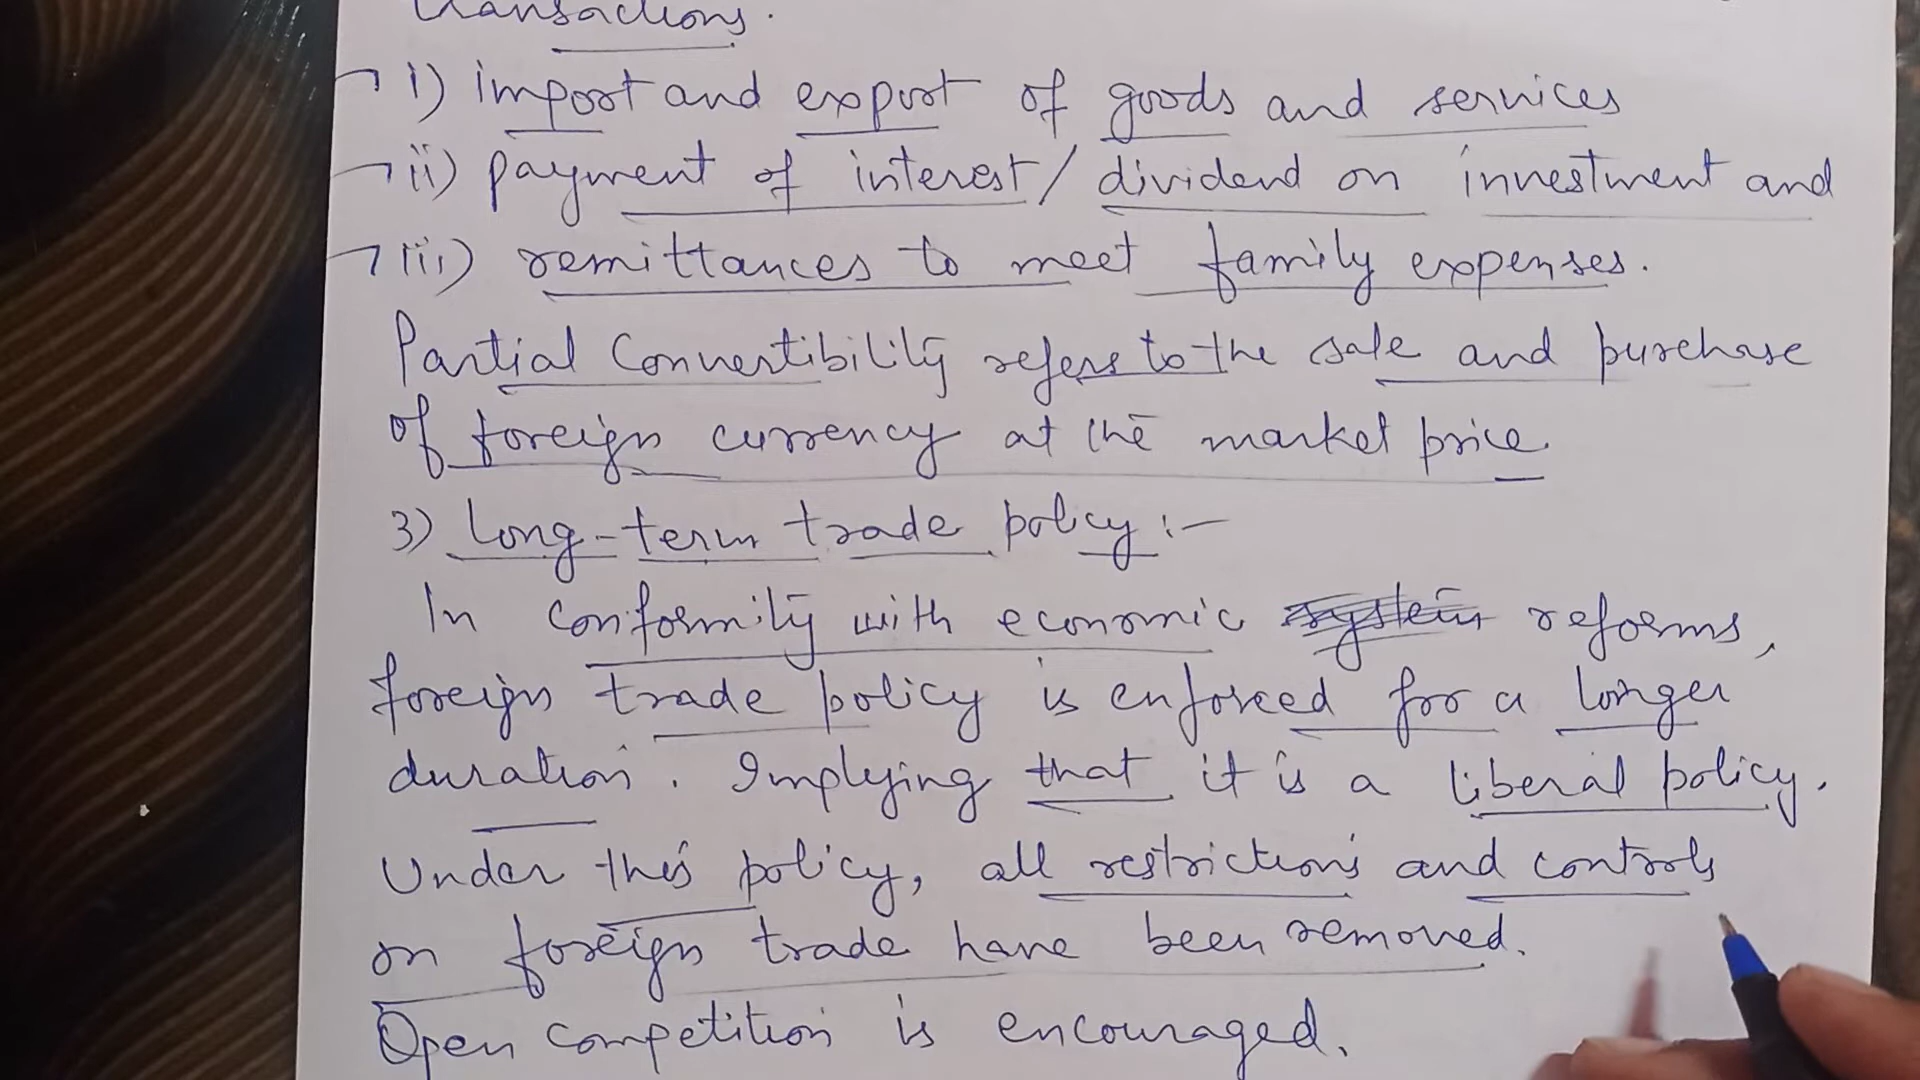 transactions.
i) import and export of goods and services
ii) payment of interest/ dividend on investment and
iii) remittances to meet family expenses.
Partial Convertibility refers to the sale and purchase
of foreign currency at the market price
3) Long-term trade policy :-
In conformity with economic system reforms,
foreign trade policy is enforced for a longer
duration. Implying that it is a liberal policy.
Under this policy, all restrictions and controls
on foreign trade have been removed.
Open competition is encouraged.